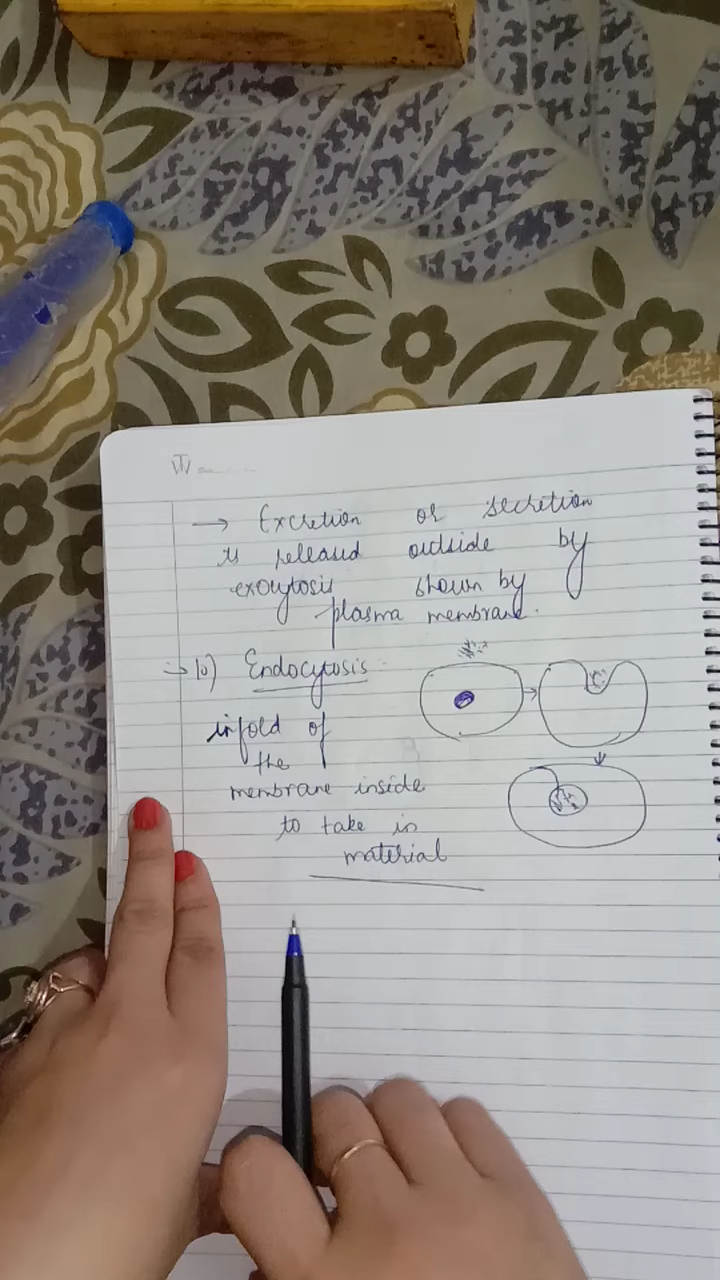 → Excretion or secretion
is released outside by
exocytosis shown by
plasma membrane.
→ 10) Endocytosis
infold of
the
membrane inside
to take in
material